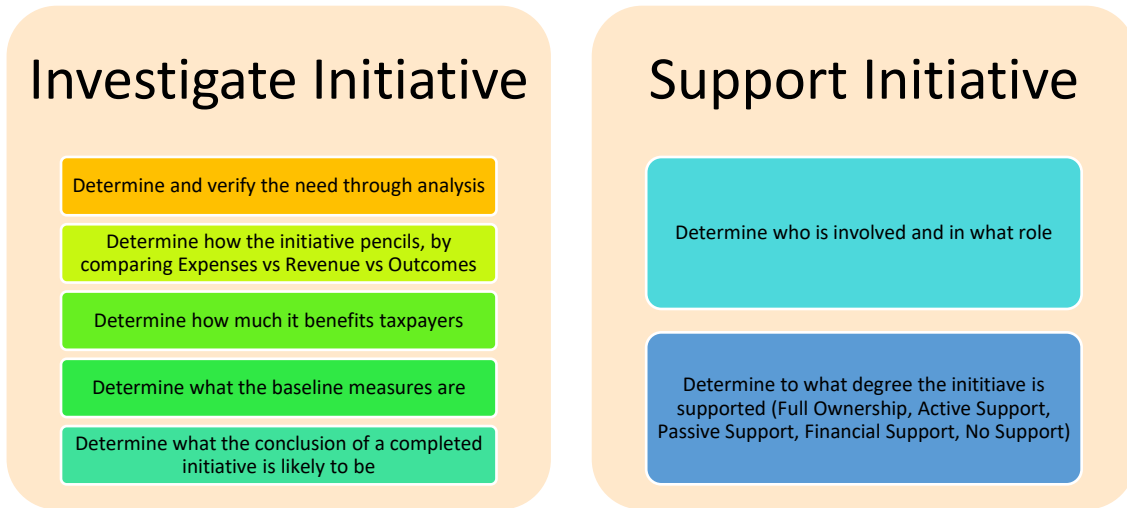 Investigate Initiative
Determine and verify the need through analysis
Determine how the initiative pencils, by
comparing Expenses vs Revenue vs Outcomes
Determine how much it benefits taxpayers
Determine what the baseline measures are
Determine what the conclusion of a completed
initiative is likely to be
Support Initiative
Determine who is involved and in what role
Determine to what degree the inititiave is
supported (Full Ownership, Active Support,
Passive Support, Financial Support, No Support)